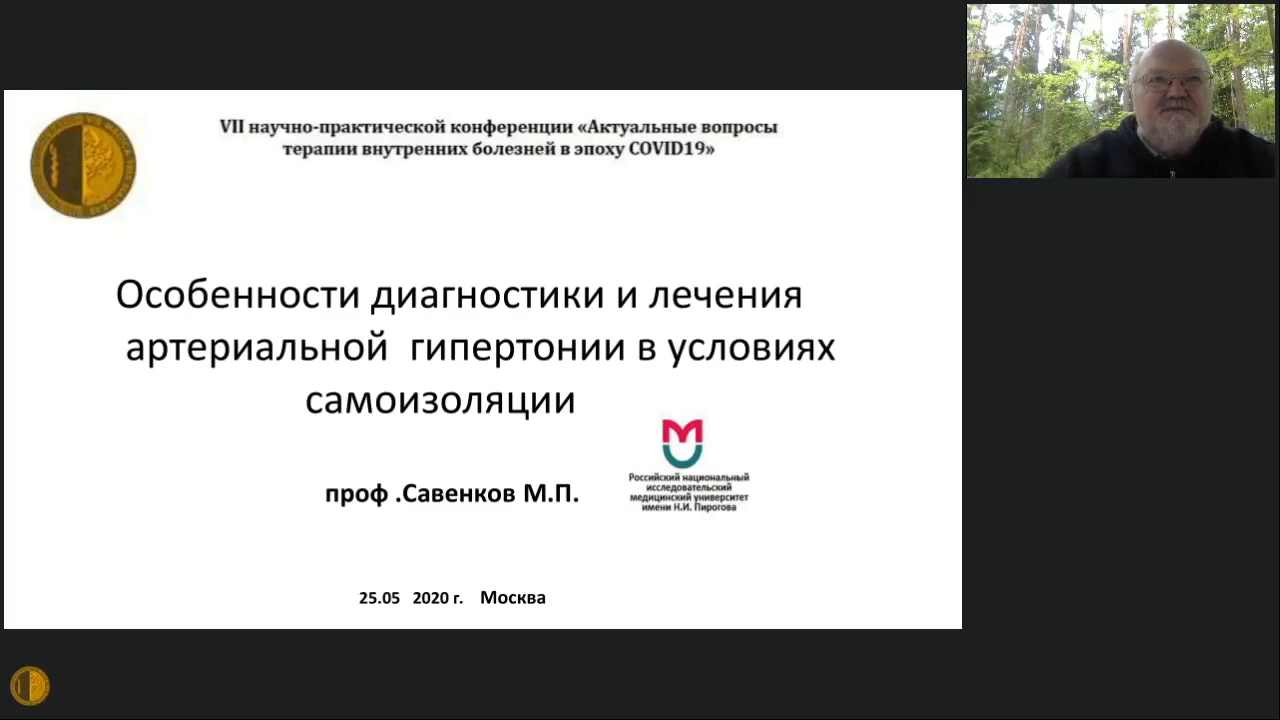 VII научно-практической конференции «Актуальные вопросы
терапии внутренних болезней в эпоху COVID19»
Особенности диагностики и лечения
артериальной гипертонии в условиях
самоизоляции
проф .Савенков М.П.
Российский национальный
исследовательский
медицинский университет
имени Н.И. Пирогова
25.05 2020 г. Москва